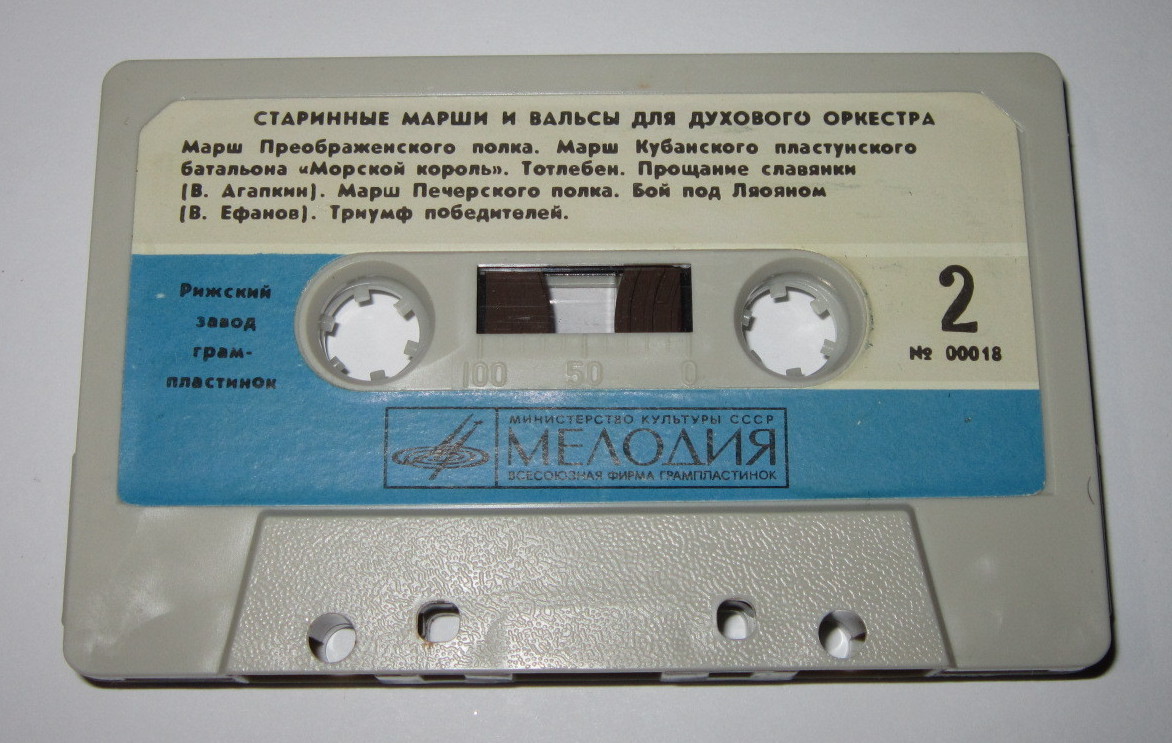 СТАРИННЫЕ МАРШИ И ВАЛЬСЫ ДЛЯ ДУХОВОГО ОРКЕСТРА
Марш Преображенского полка. Марш Кубанского пластунского
батальона «Морской король». Тотлебен. Прощание славянки
(В. Агапкин). Марш Печерского полка. Бой под Ляояном
(В. Ефанов). Триумф победителей.
Рижский
завод
грам-
пластинок
2
№ 00018
100 50 0
МИНИСТЕРСТВО КУЛЬТУРЫ СССР
МЕЛОДИЯ
ВСЕСОЮЗНАЯ ФИРМА ГРАМПЛАСТИНОК